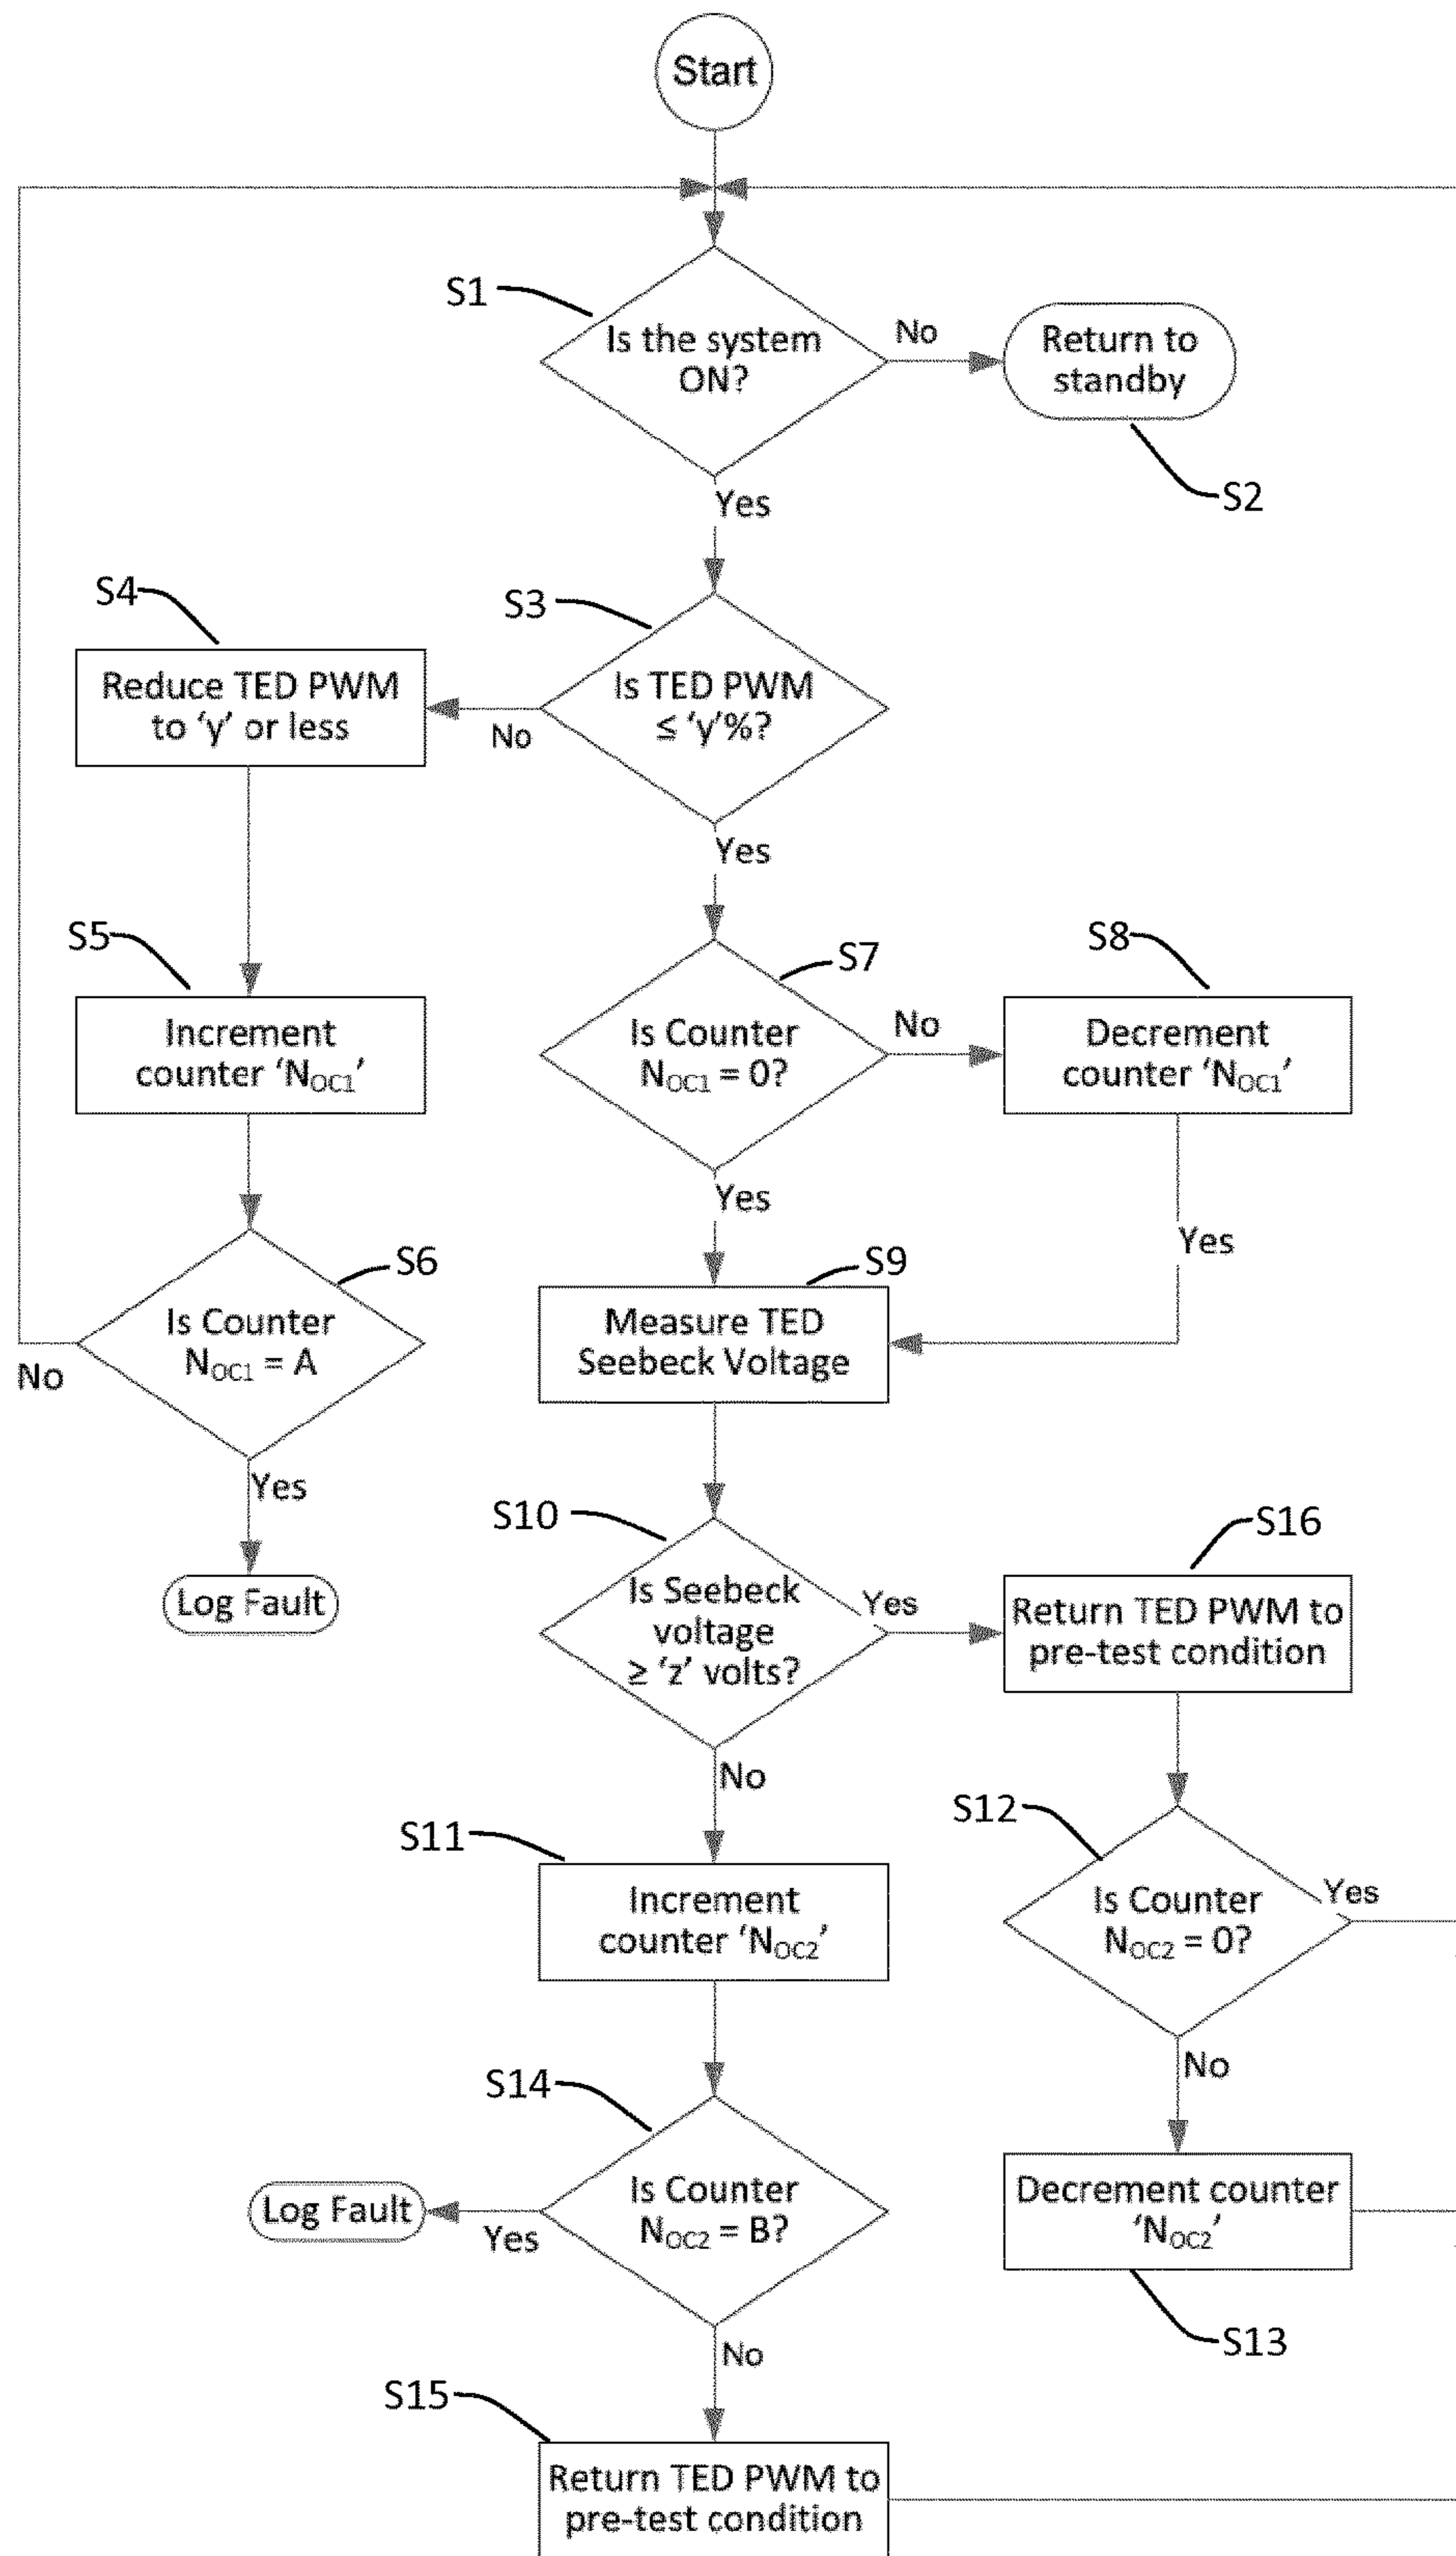 Start
S1
Is the system
ON?
No
Return to
standby
S2
Yes
S4
S3
Reduce TED PWM
to ‘y’ or less
Is TED PWM
≤ ‘y’%?
No
Yes
S5
S7
S8
Increment
counter ‘NOC1’
Is Counter
NOC1 = 0?
No
Decrement
counter ‘NOC1’
Yes
Yes
S6
S9
Is Counter
NOC1 = A
No
Measure TED
Seebeck Voltage
Yes
Log Fault
S10
S16
Is Seebeck
voltage
≥ ‘z’ volts?
Yes
Return TED PWM to
pre-test condition
No
S12
S11
Increment
counter ‘NOC2’
Is Counter
NOC2 = 0?
Yes
No
S14
Log Fault
Yes
Is Counter
NOC2 = B?
Decrement counter
‘NOC2’
S13
No
S15
Return TED PWM to
pre-test condition